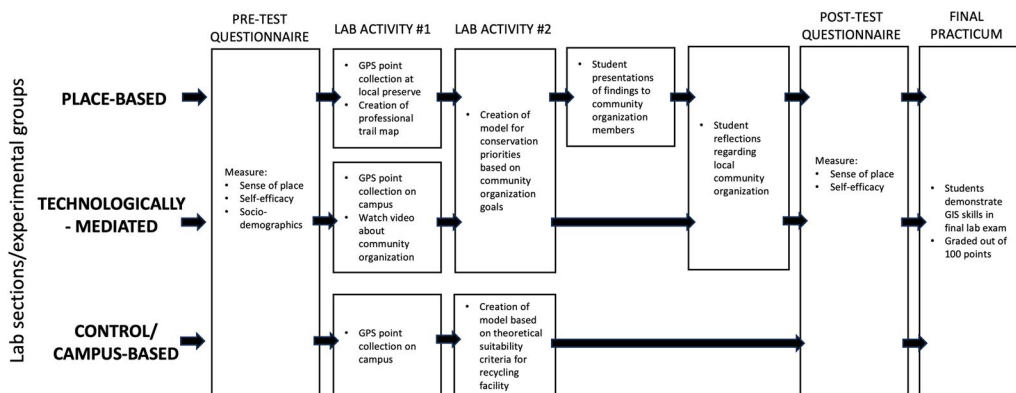 Lab sections/experimental groups
PRE-TEST
QUESTIONNAIRE
LAB ACTIVITY #1
LAB ACTIVITY #2
POST-TEST
QUESTIONNAIRE
FINAL
PRACTICUM
PLACE-BASED
• GPS point
collection at
local preserve
• Creation of
professional
trail map
• Student
presentations
of findings to
community
organization
members
TECHNOLOGICALLY
- MEDIATED
Measure:
• Sense of place
• Self-efficacy
• Socio-
demographics
• GPS point
collection on
campus
• Watch video
about
community
organization
• Creation of
model for
conservation
priorities
based on
community
organization
goals
• Student
reflections
regarding
local
community
organization
Measure:
• Sense of place
• Self-efficacy
• Students
demonstrate
GIS skills in
final lab exam
• Graded out of
100 points
CONTROL/
CAMPUS-BASED
• GPS point
collection on
campus
• Creation of
model based
on theoretical
suitability
criteria for
recycling
facility